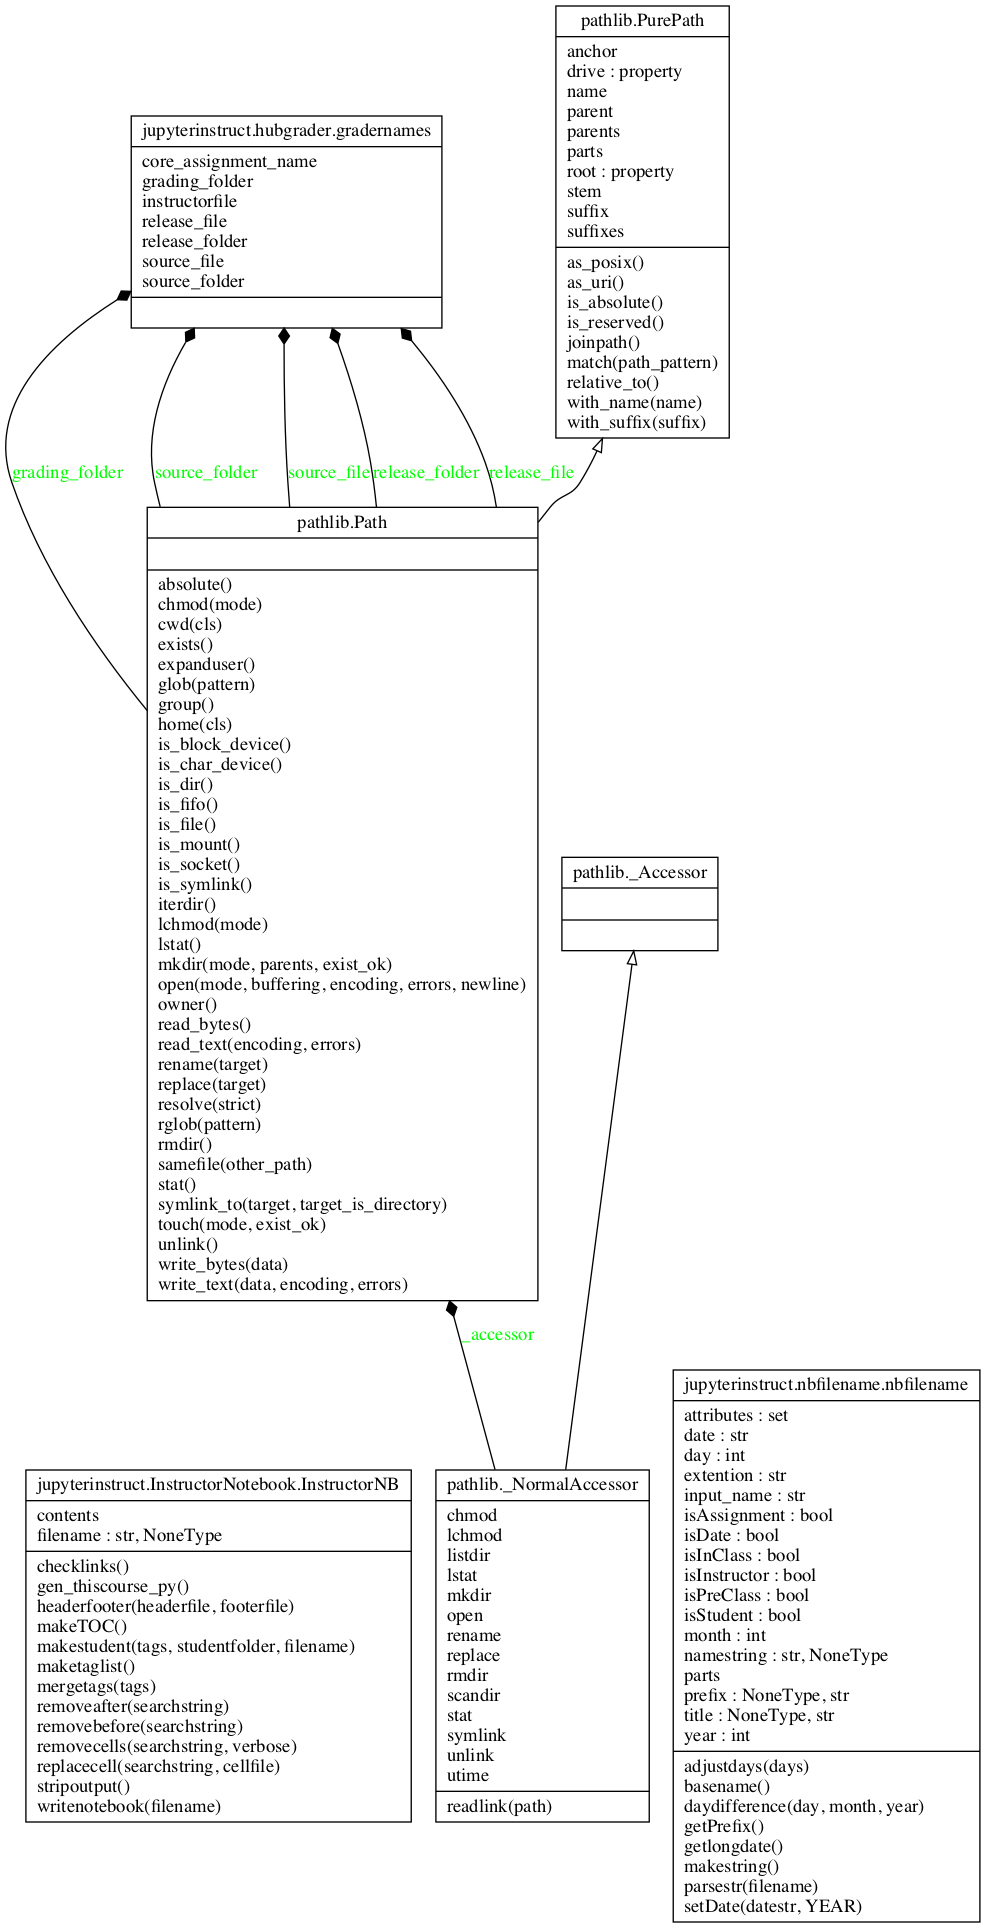 pathlib.PurePath
anchor
drive : property
name
parent
parents
parts
root : property
stem
suffix
suffixes
as_posix()
as_uri()
is_absolute()
is_reserved()
joinpath()
match(path_pattern)
relative_to()
with_name(name)
with_suffix(suffix)
jupyterinstruct.hubgrader.gradernames
core_assignment_name
grading_folder
instructorfile
release_file
release_folder
source_file
source_folder
grading_folder
source_folder
source_file
release_folder
release_file
pathlib.Path
absolute()
chmod(mode)
cwd(cls)
exists()
expanduser()
glob(pattern)
group()
home(cls)
is_block_device()
is_char_device()
is_dir()
is_fifo()
is_file()
is_mount()
is_socket()
is_symlink()
iterdir()
lchmod(mode)
lstat()
mkdir(mode, parents, exist_ok)
open(mode, buffering, encoding, errors, newline)
owner()
read_bytes()
read_text(encoding, errors)
rename(target)
replace(target)
resolve(strict)
rglob(pattern)
rmdir()
samefile(other_path)
stat()
symlink_to(target, target_is_directory)
touch(mode, exist_ok)
unlink()
write_bytes(data)
write_text(data, encoding, errors)
pathlib._Accessor
_accessor
jupyterinstruct.InstructorNotebook.InstructorNB
contents
filename : str, NoneType
checklinks()
gen_thiscourse_py()
headerfooter(headerfile, footerfile)
makeTOC()
makestudent(tags, studentfolder, filename)
maketaglist()
mergetags(tags)
removeafter(searchstring)
removebefore(searchstring)
removecells(searchstring, verbose)
replacecell(searchstring, cellfile)
stripoutput()
writenotebook(filename)
pathlib._NormalAccessor
chmod
lchmod
listdir
lstat
mkdir
open
rename
replace
rmdir
scandir
stat
symlink
unlink
utime
readlink(path)
jupyterinstruct.nbfilename.nbfilename
attributes : set
date : str
day : int
extention : str
input_name : str
isAssignment : bool
isDate : bool
isInClass : bool
isInstructor : bool
isPreClass : bool
isStudent : bool
month : int
namestring : str, NoneType
parts
prefix : NoneType, str
title : NoneType, str
year : int
adjustdays(days)
basename()
daydifference(day, month, year)
getPrefix()
getlongdate()
makestring()
parsestr(filename)
setDate(datestr, YEAR)